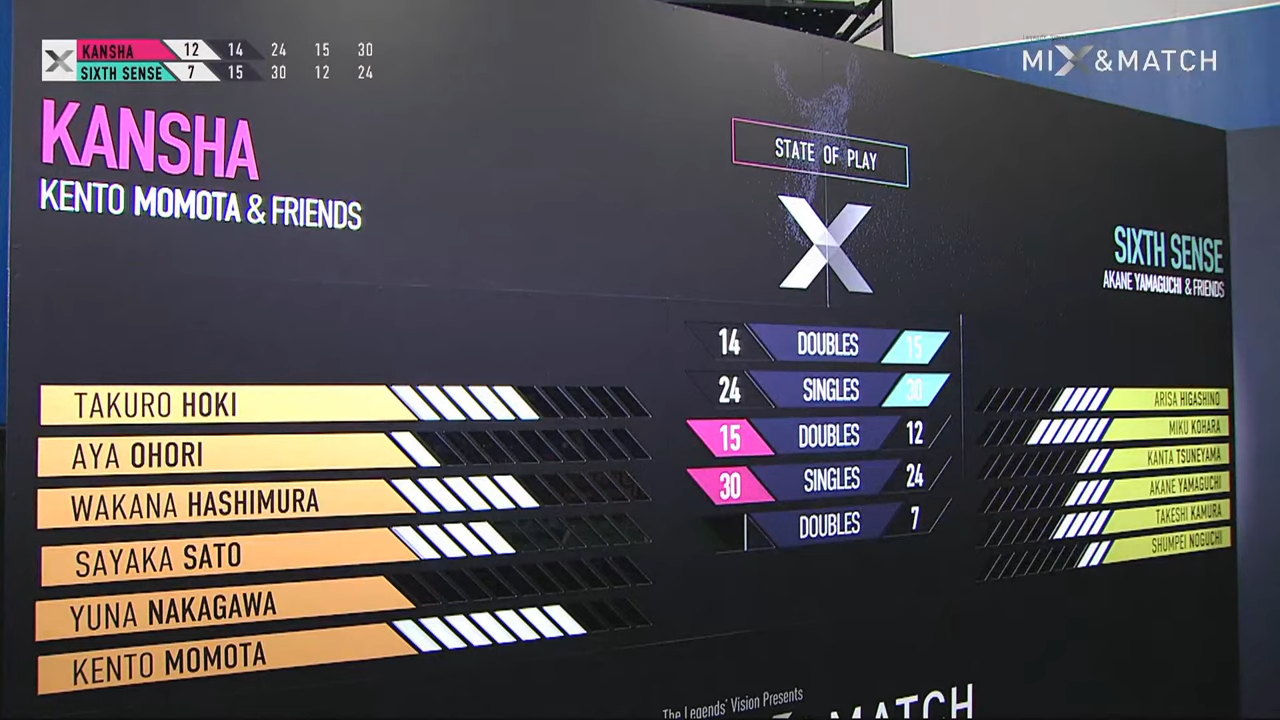 KANSHA 12 14 24 15 30
SIXTH SENSE 7 15 30 12 24
MIX&MATCH
KANSHA
KENTO MOMOTA & FRIENDS
STATE OF PLAY
X
SIXTH SENSE
AKANE YAMAGUCHI & FRIENDS
14 DOUBLES 15
24 SINGLES 30
15 DOUBLES 12
30 SINGLES 24
DOUBLES 7
TAKURO HOKI
AYA OHORI
WAKANA HASHIMURA
SAYAKA SATO
YUNA NAKAGAWA
KENTO MOMOTA
ARISA HIGASHINO
MIKU KOHARA
KANTA TSUNEYAMA
AKANE YAMAGUCHI
TAKESHI KAMURA
SHUMPEI NOGUCHI
The Legends' Vision Presents
& MATCH